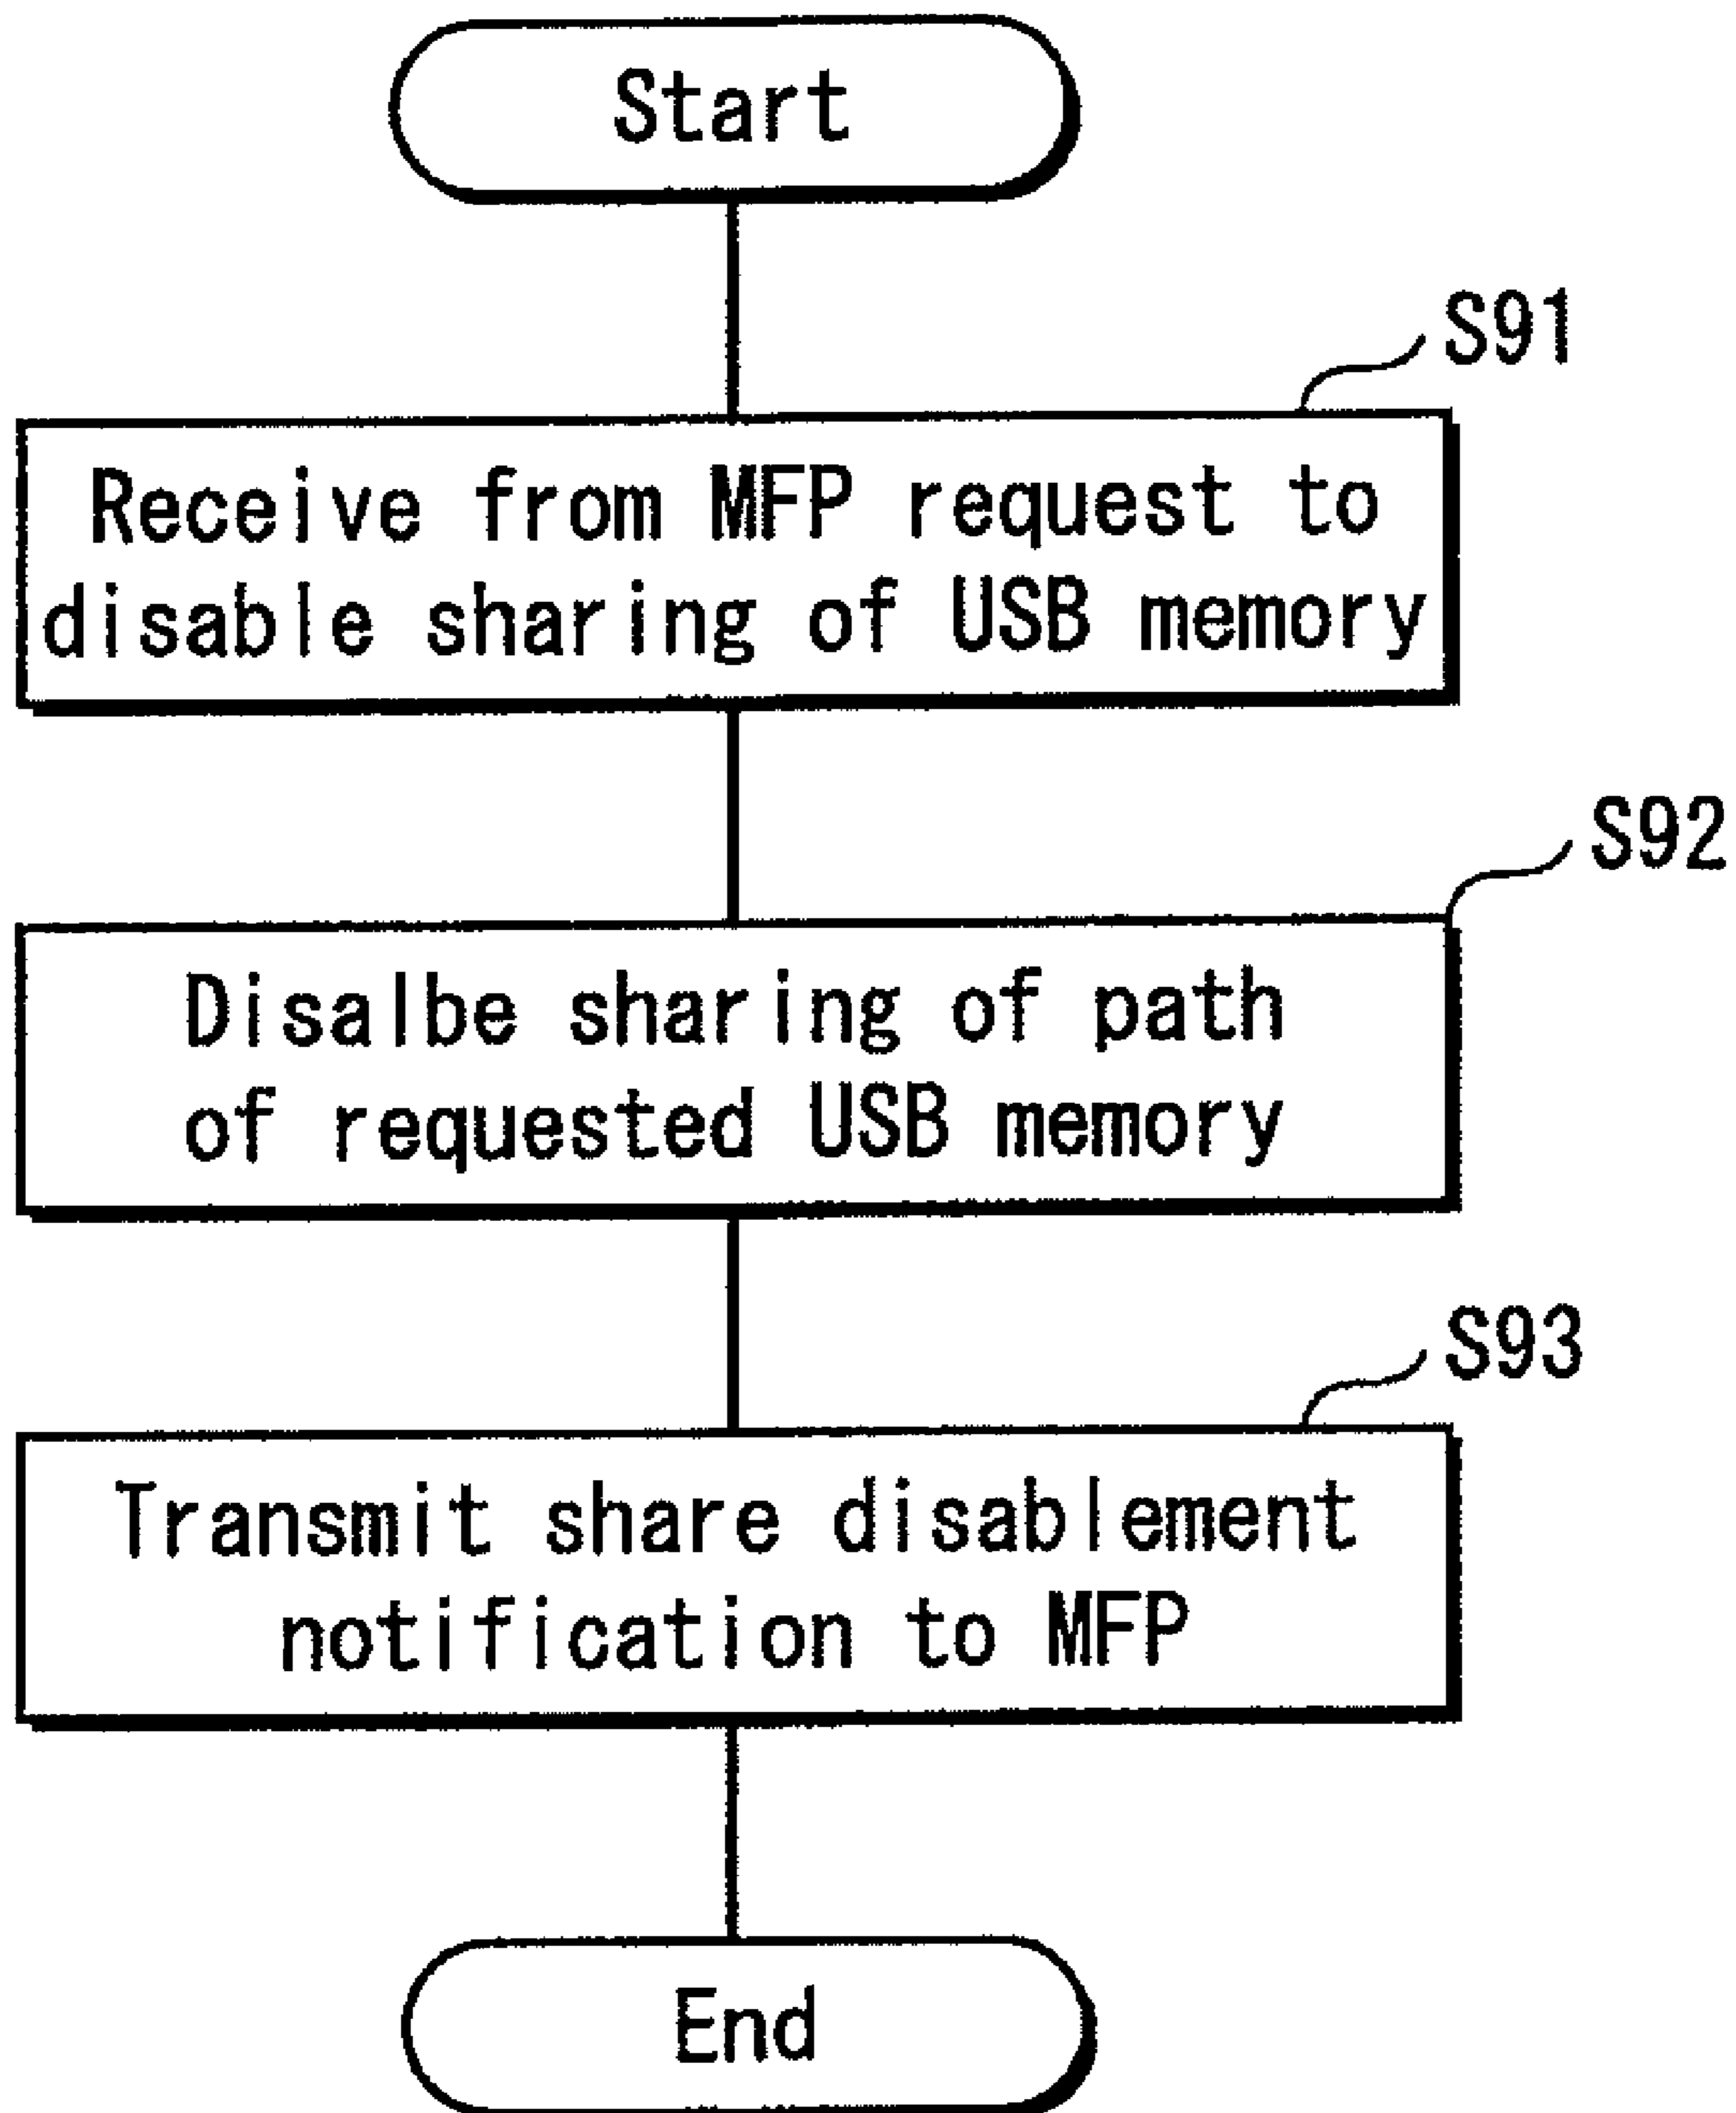 Start
S91
Receive from MFP request to
disable sharing of USB memory
S92
Disalbe sharing of path
of requested USB memory
S93
Transmit share disablement
notification to MFP
End